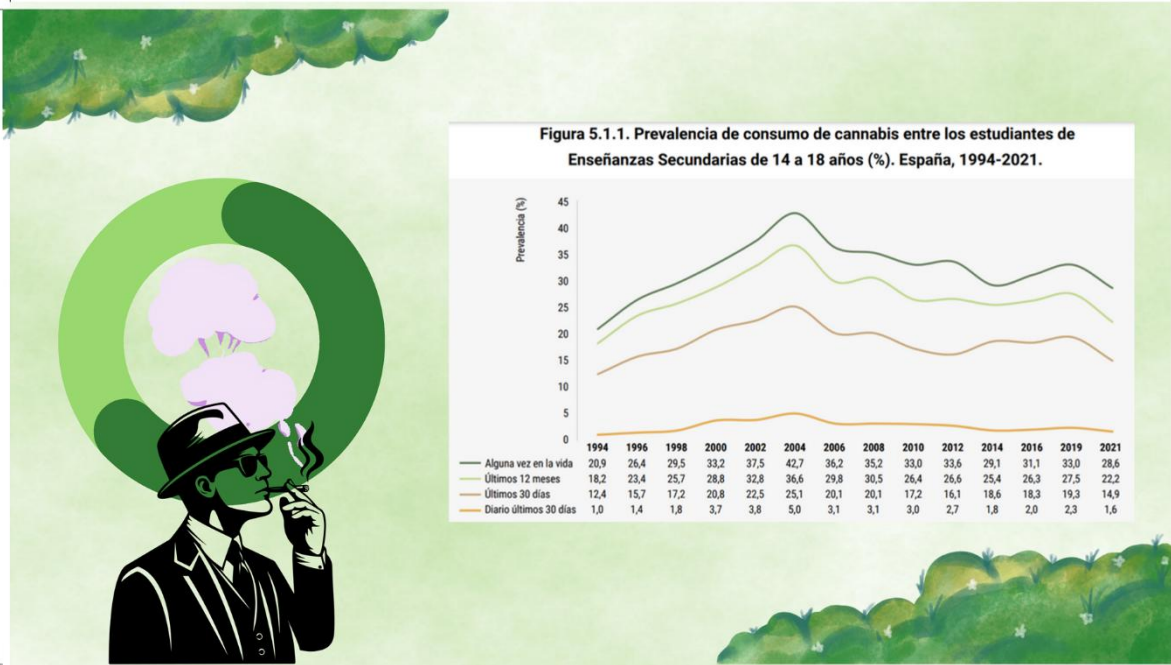 Figura 5.1.1. Prevalencia de consumo de cannabis entre los estudiantes de
Enseñanzas Secundarias de 14 a 18 años (%). España, 1994-2021.
Prevalencia (%)
45
40
35
30
25
20
15
10
5
0
1994 1996 1998 2000 2002 2004 2006 2008 2010 2012 2014 2016 2019 2021
Alguna vez en la vida 20,9 26,4 29,5 33,2 37,5 42,7 36,2 35,2 33,0 33,6 29,1 31,1 33,0 28,6
Últimos 12 meses 18,2 23,4 25,7 28,8 32,8 36,6 29,8 30,5 26,4 26,6 25,4 26,3 27,5 22,2
Últimos 30 días 12,4 15,7 17,2 20,8 22,5 25,1 20,1 20,1 17,2 16,1 18,6 18,3 19,3 14,9
Diario últimos 30 días 1,0 1,4 1,8 3,7 3,8 5,0 3,1 3,1 3,0 2,7 1,8 2,0 2,3 1,6